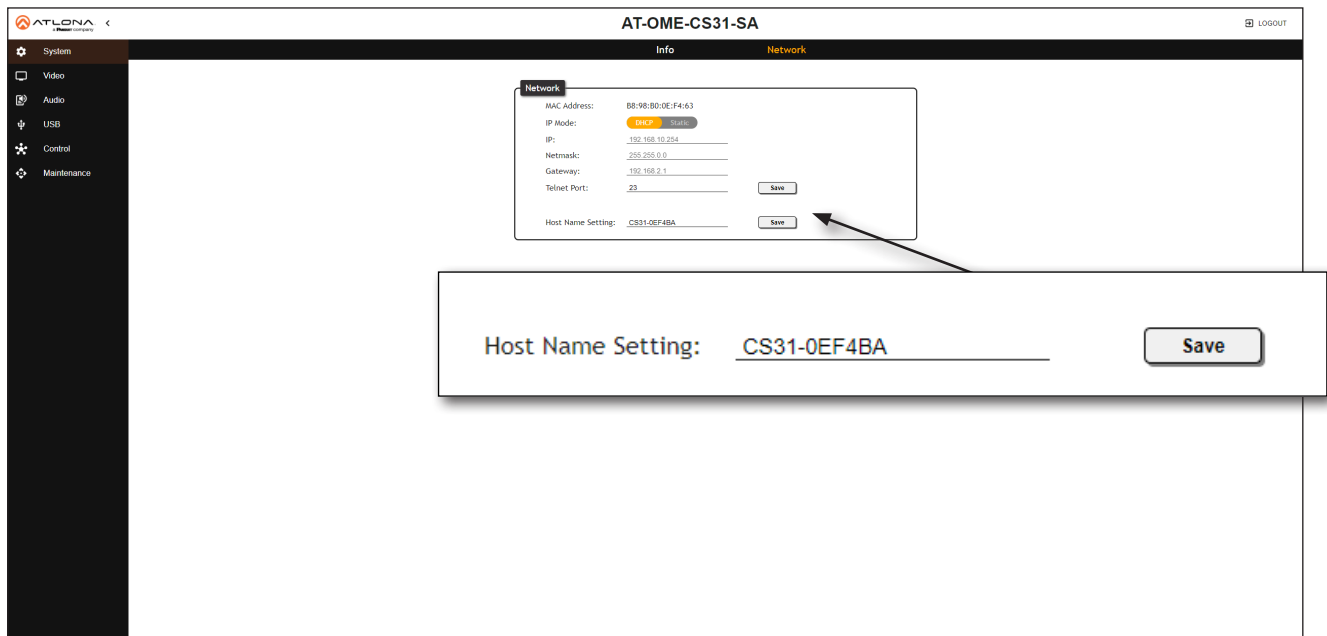 ATLONA
AT-OME-CS31-SA
LOGOUT
System
Info
Network
Video
Audio
USB
Control
Maintenance
Network
MAC Address: B8:98:B0:0E:F4:63
IP Mode: DHCP Static
IP: 192.168.10.254
Netmask: 255.255.0.0
Gateway: 192.168.2.1
Telnet Port: 23 Save
Host Name Setting: CS31-0EF4BA Save
Host Name Setting: CS31-0EF4BA Save